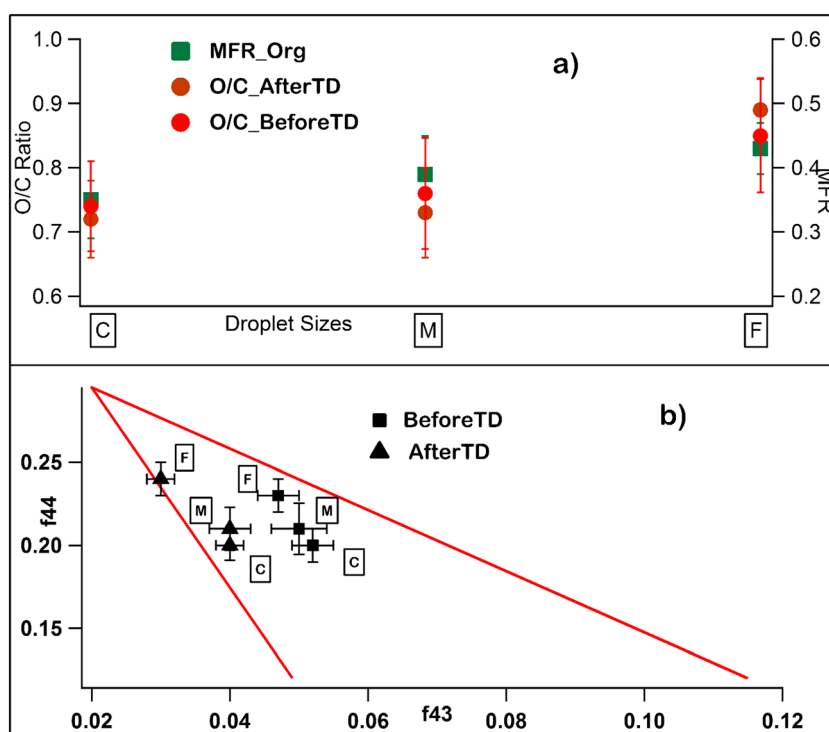 1.0
0.9
0.8
0.7
0.6
O/C Ratio
MFR_Org
O/C_AfterTD
O/C_BeforeTD
a)
0.6
0.5
0.4
0.3
0.2
MFR
C
Droplet Sizes
M
F
b)
BeforeTD
AfterTD
0.25
0.20
0.15
f44
F
F
M
M
C
C
0.02
0.04
f43
0.06
0.08
0.10
0.12